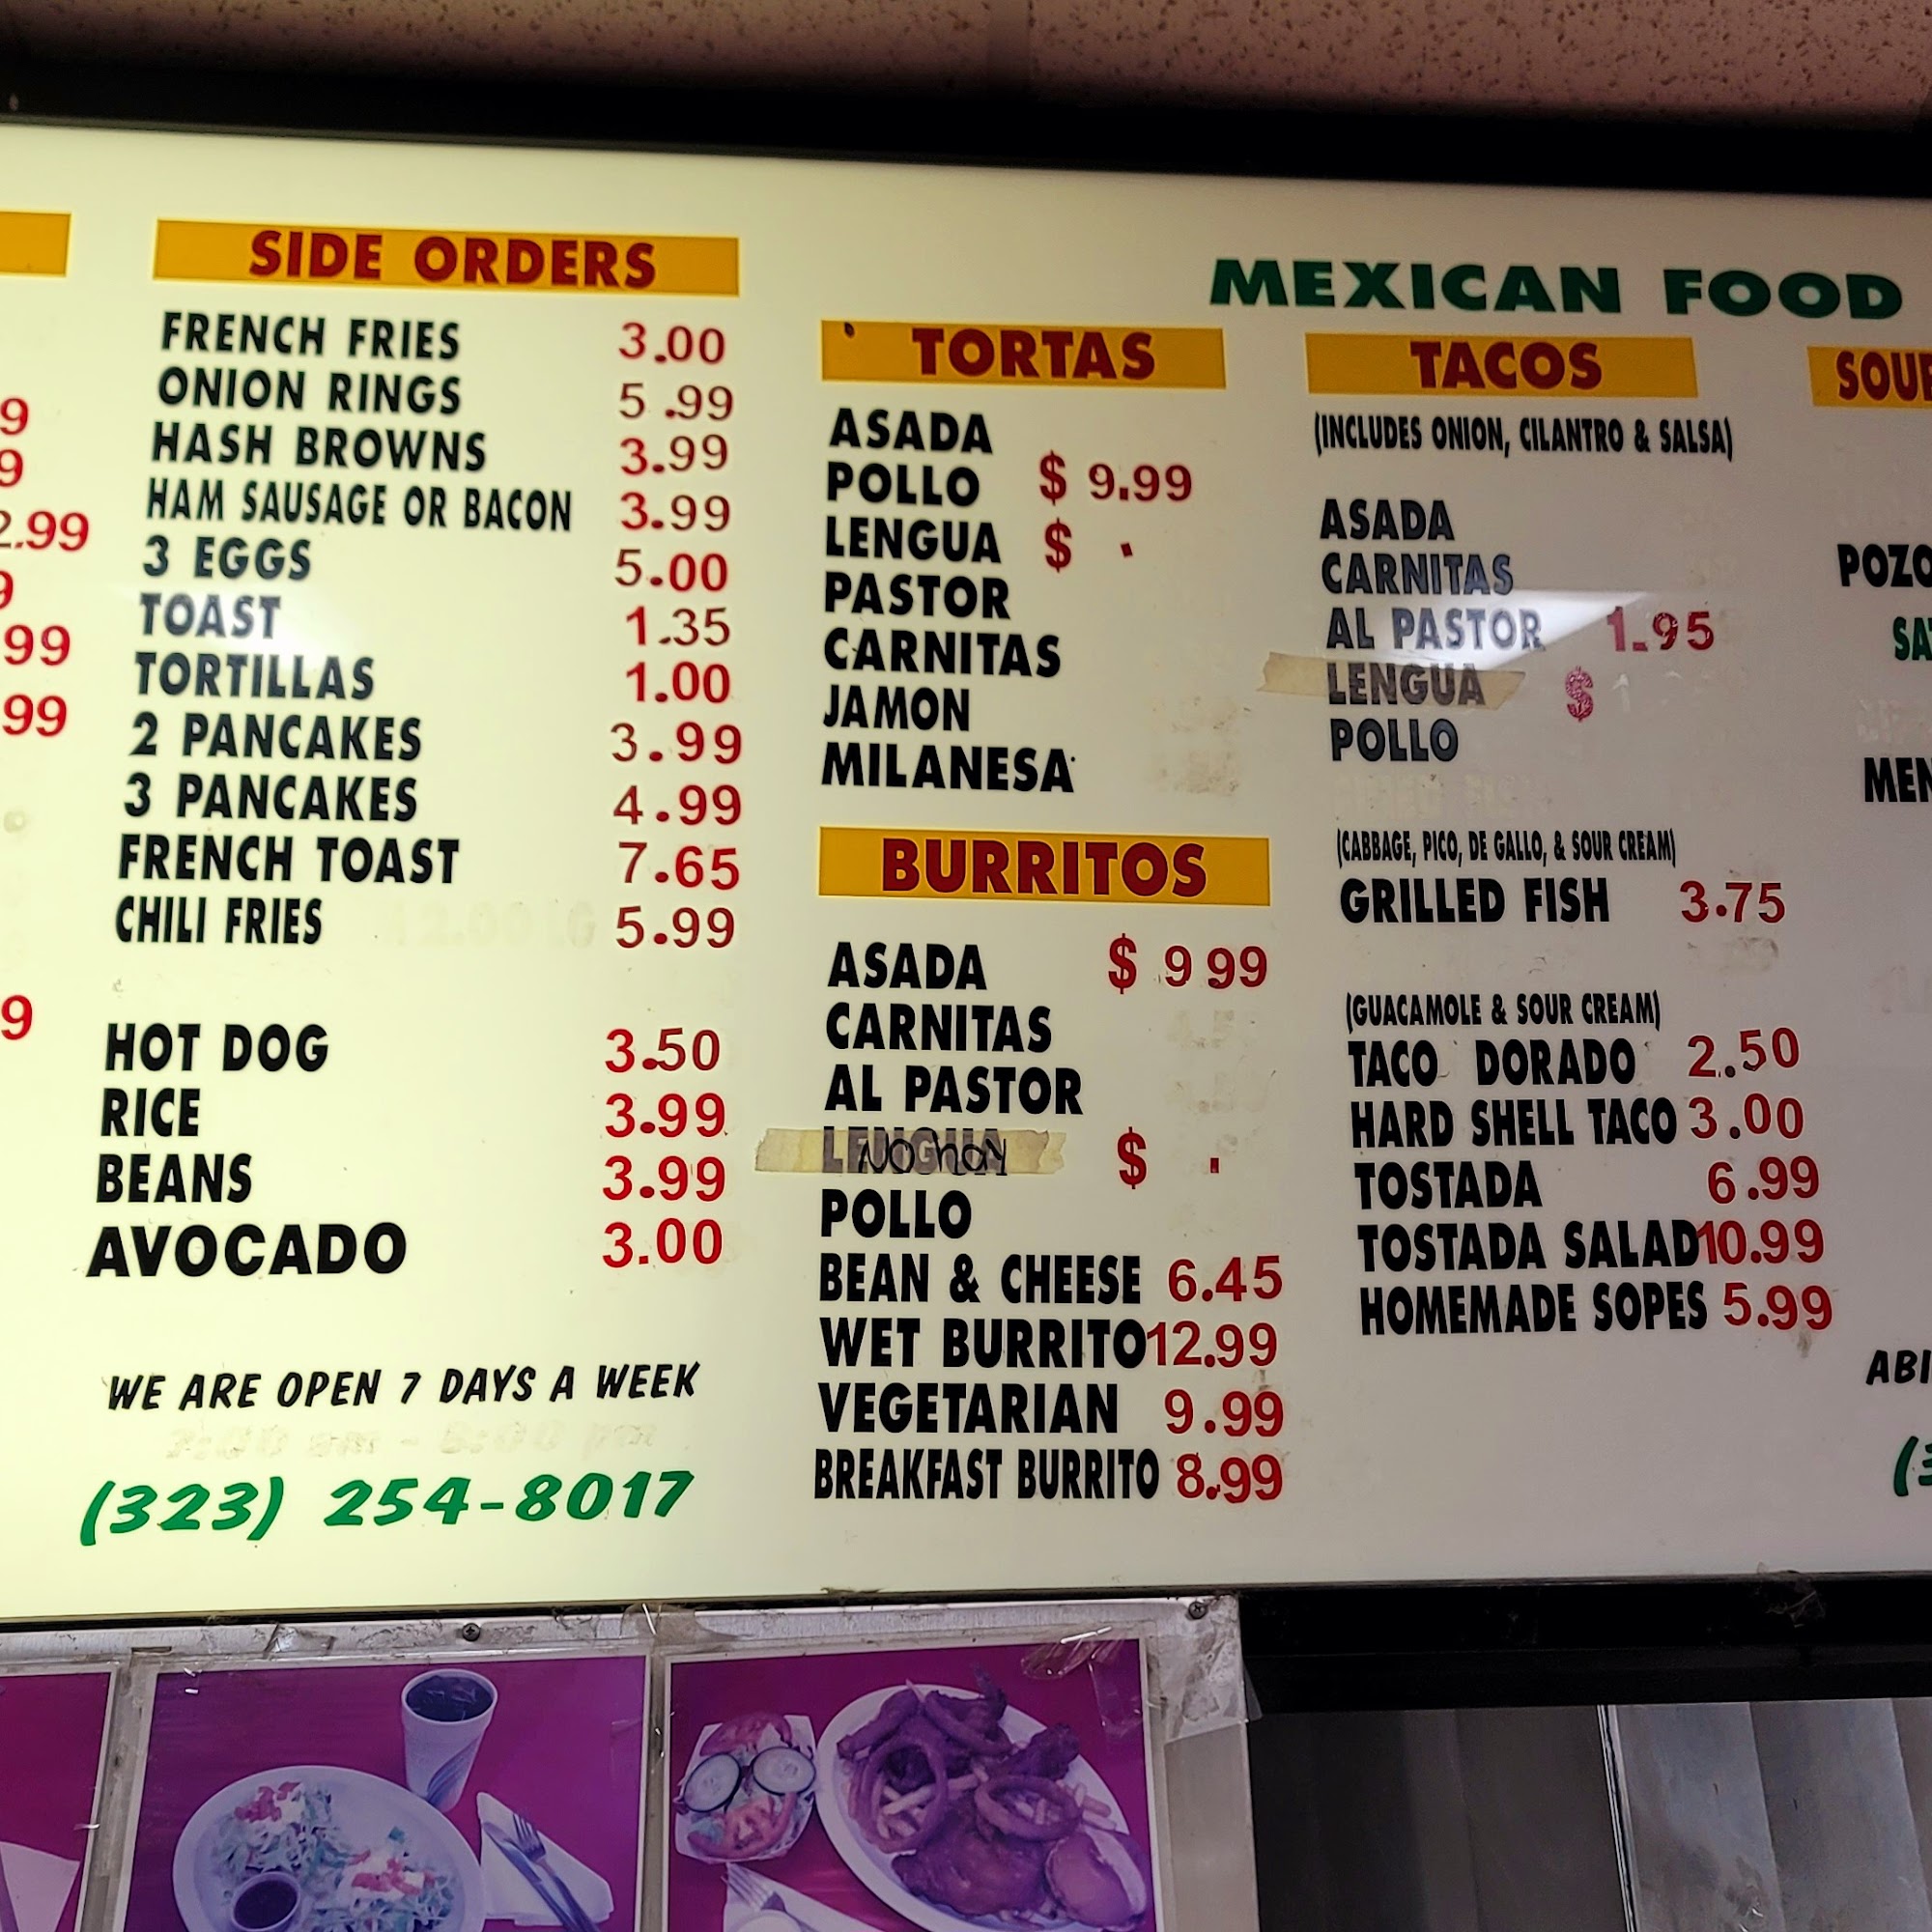 SIDE ORDERS
FRENCH FRIES 3.00
ONION RINGS 5.99
HASH BROWNS 3.99
HAM SAUSAGE OR BACON 3.99
3 EGGS 5.00
TOAST 1.35
TORTILLAS 1.00
2 PANCAKES 3.99
3 PANCAKES 4.99
FRENCH TOAST 7.65
CHILI FRIES 5.99
HOT DOG 3.50
RICE 3.99
BEANS 3.99
AVOCADO 3.00
WE ARE OPEN 7 DAYS A WEEK
7:00 am - 8:00 pm
(323) 254-8017
MEXICAN FOOD
TORTAS
ASADA
POLLO $ 9.99
LENGUA $ .
PASTOR
CARNITAS
JAMON
MILANESA
BURRITOS
ASADA $ 9 99
CARNITAS
AL PASTOR
LENGUA No hay $ .
POLLO
BEAN & CHEESE 6.45
WET BURRITO 12.99
VEGETARIAN 9.99
BREAKFAST BURRITO 8.99
TACOS
(INCLUDES ONION, CILANTRO & SALSA)
ASADA
CARNITAS
AL PASTOR 1.95
LENGUA $
POLLO
(CABBAGE, PICO, DE GALLO, & SOUR CREAM)
GRILLED FISH 3.75
(GUACAMOLE & SOUR CREAM)
TACO DORADO 2.50
HARD SHELL TACO 3.00
TOSTADA 6.99
TOSTADA SALAD 10.99
HOMEMADE SOPES 5.99